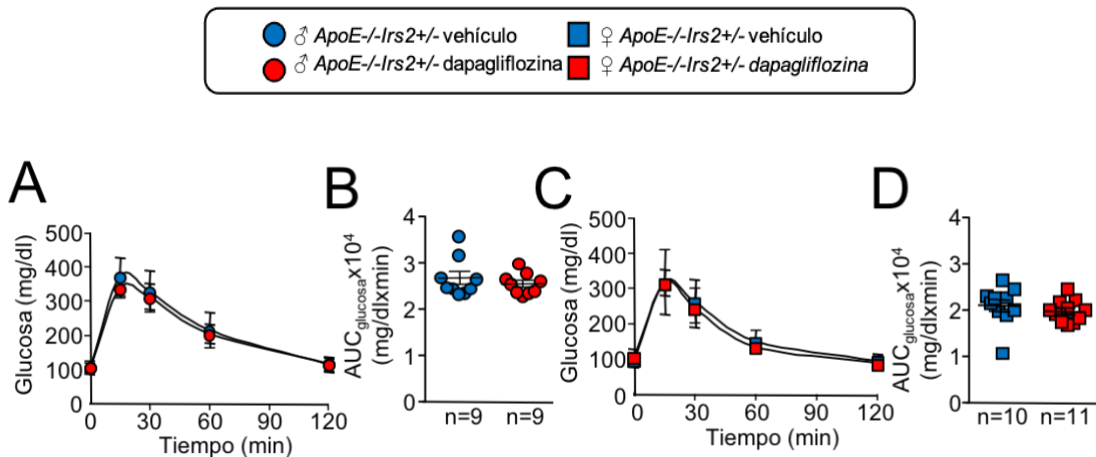 ♂ ApoE-/-Irs2+/- vehículo
♀ ApoE-/-Irs2+/- vehículo
♂ ApoE-/-Irs2+/- dapagliflozina
♀ ApoE-/-Irs2+/- dapagliflozina
A
Glucosa (mg/dl)
500
400
300
200
100
0
0 30 60 90 120
Tiempo (min)
B
AUCglucosax10⁴
(mg/dlxmin)
4
3
2
1
0
n=9 n=9
C
Glucosa (mg/dl)
500
400
300
200
100
0
0 30 60 90 120
Tiempo (min)
D
AUCglucosax10⁴
(mg/dlxmin)
4
3
2
1
0
n=10 n=11